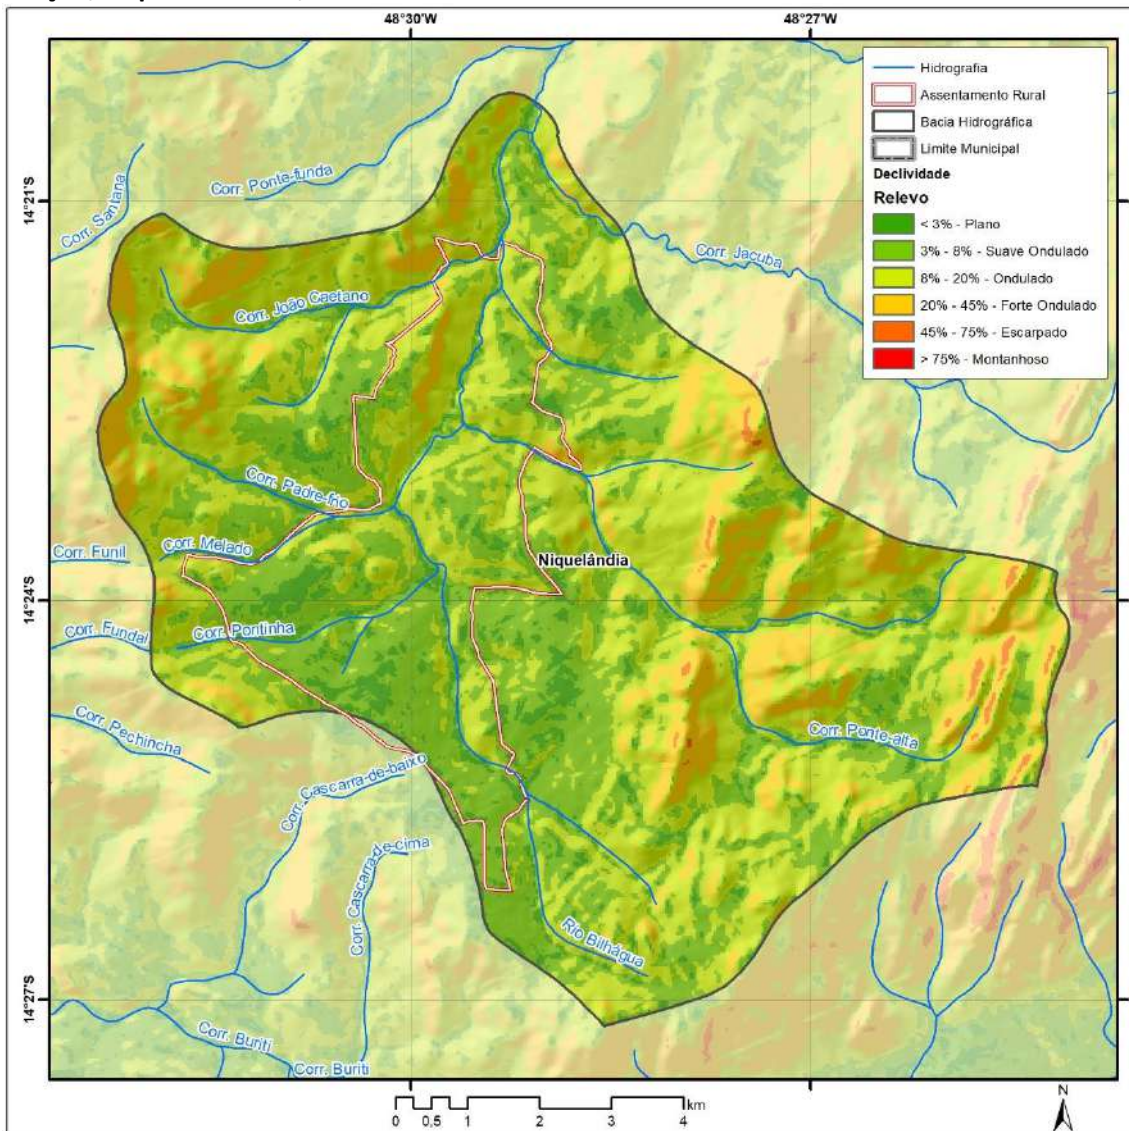 48°30'W
48°27'W
Hidrografia
Assentamento Rural
Bacia Hidrográfica
Limite Municipal
Declividade
Relevo
< 3% - Plano
3% - 8% - Suave Ondulado
8% - 20% - Ondulado
20% - 45% - Forte Ondulado
45% - 75% - Escarpado
> 75% - Montanhoso
14°21'S
Corr. Ponte-funda
Corr. Santana
Corr. Jacuba
Corr. João Caetano
Corr. Padre-frio
Corr. Funil
Corr. Melado
Niquelândia
14°24'S
Corr. Fundal
Corr. Pontinha
Corr. Pechincha
Corr. Ponte-alta
Corr. Cascarra-de-baixo
Corr. Cascarra-de-cima
Rio Bilhágua
14°27'S
Corr. Buriti
Corr. Buriti
N
km
0 0,5 1 2 3 4